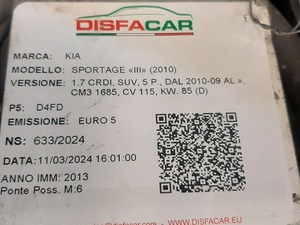 DISFACAR
MARCA: KIA
MODELLO: SPORTAGE «III» (2010)
VERSIONE: 1.7 CRDI, SUV, 5 P., DAL 2010-09 AL »,
CM3 1685, CV 115, KW. 85 (D)
P5: D4FD
EMISSIONE: EURO 5
NS: 633/2024
DATA:11/03/2024 16:01:00
ANNO IMM: 2013
Ponte Poss. M:6
WWW.DISFACAR.EU